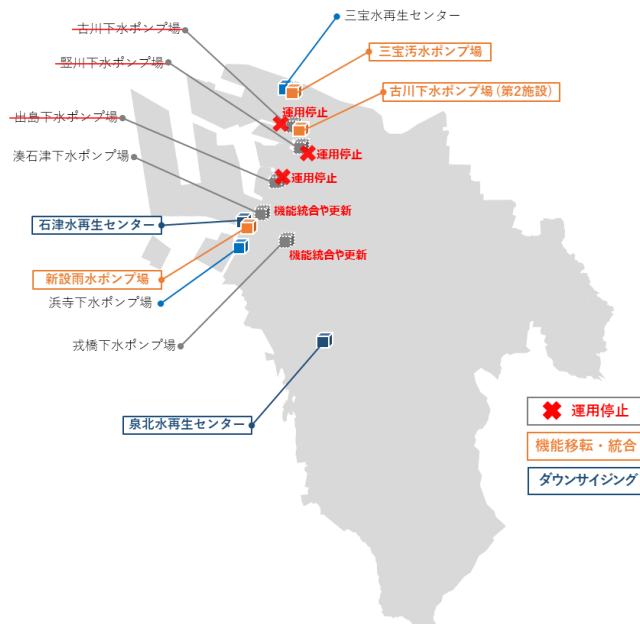 古川下水ポンプ場
三宝水再生センター
竪川下水ポンプ場
三宝汚水ポンプ場
古川下水ポンプ場(第2施設)
運用停止
出島下水ポンプ場
運用停止
湊石津下水ポンプ場
運用停止
機能統合や更新
石津水再生センター
機能統合や更新
新設雨水ポンプ場
浜寺下水ポンプ場
戎橋下水ポンプ場
泉北水再生センター
運用停止
機能移転・統合
ダウンサイジング